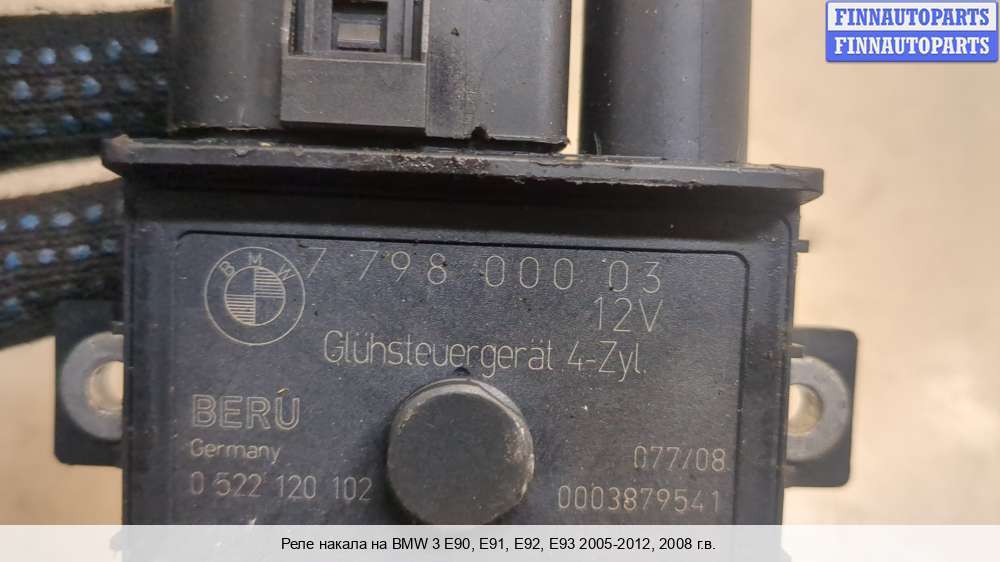 FINNAUTOPARTS
FINNAUTOPARTS
BMW
7 798 000 03
12V
Glühsteuergerät 4-Zyl.
BERU
Germany
077/08
0 522 120 102
0003879541
Реле накала на BMW 3 E90, E91, E92, E93 2005-2012, 2008 г.в.